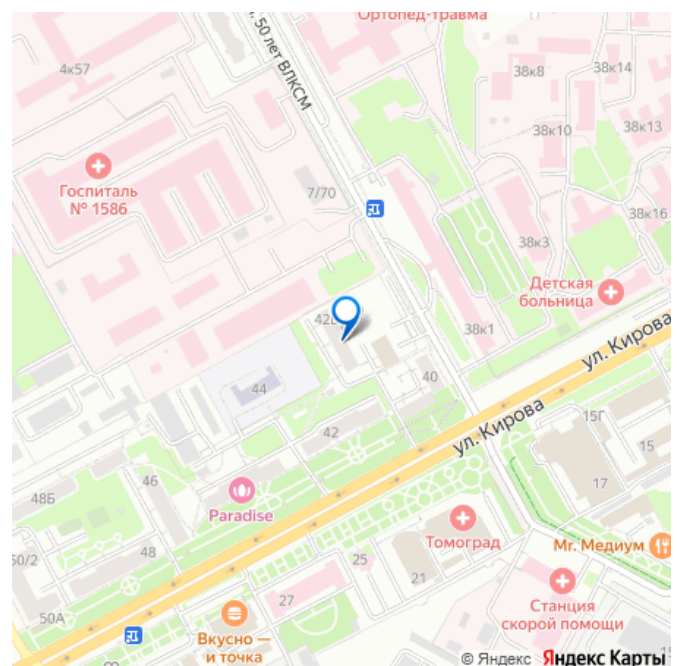 Ортопед-травма
л. 50 лет ВЛКСМ
4к57
38к8
38к14
38к10
38к13
Госпиталь
№ 1586
7/70
38к16
38к3
Детская
больница
38к1
ул. Кирова
44
40
42
ул. Кирова
15Г
15
46
17
48Б
Paradise
Томоград
Mr. Медиум
50/2
48
25
21
27
Станция
скорой помощи
50А
Вкусно —
и точка
© Яндекс Яндекс Карты